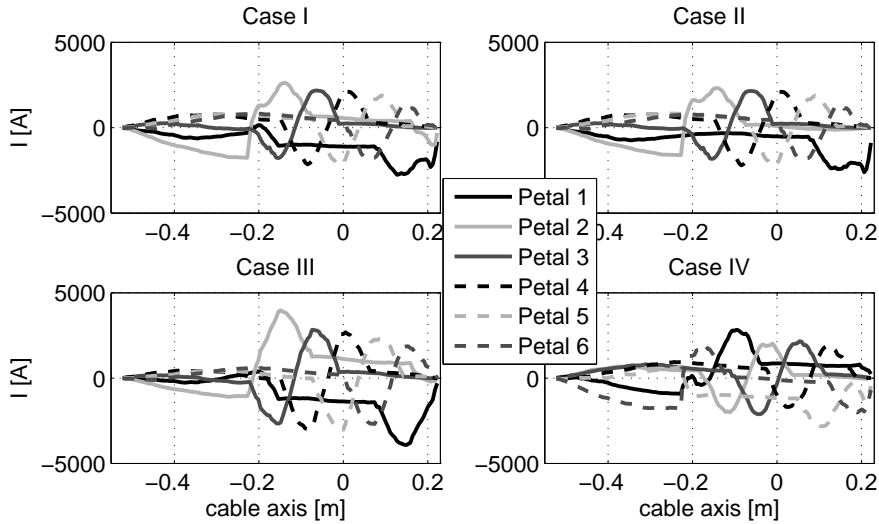 Case I
Case II
I [A]
5000
0
−5000
−0.4
−0.2
0
0.2
5000
0
−5000
−0.4
−0.2
0
0.2
Petal 1
Petal 2
Petal 3
Petal 4
Petal 5
Petal 6
Case III
Case IV
I [A]
5000
0
−5000
−0.4
−0.2
0
0.2
cable axis [m]
5000
0
−5000
−0.4
−0.2
0
0.2
cable axis [m]